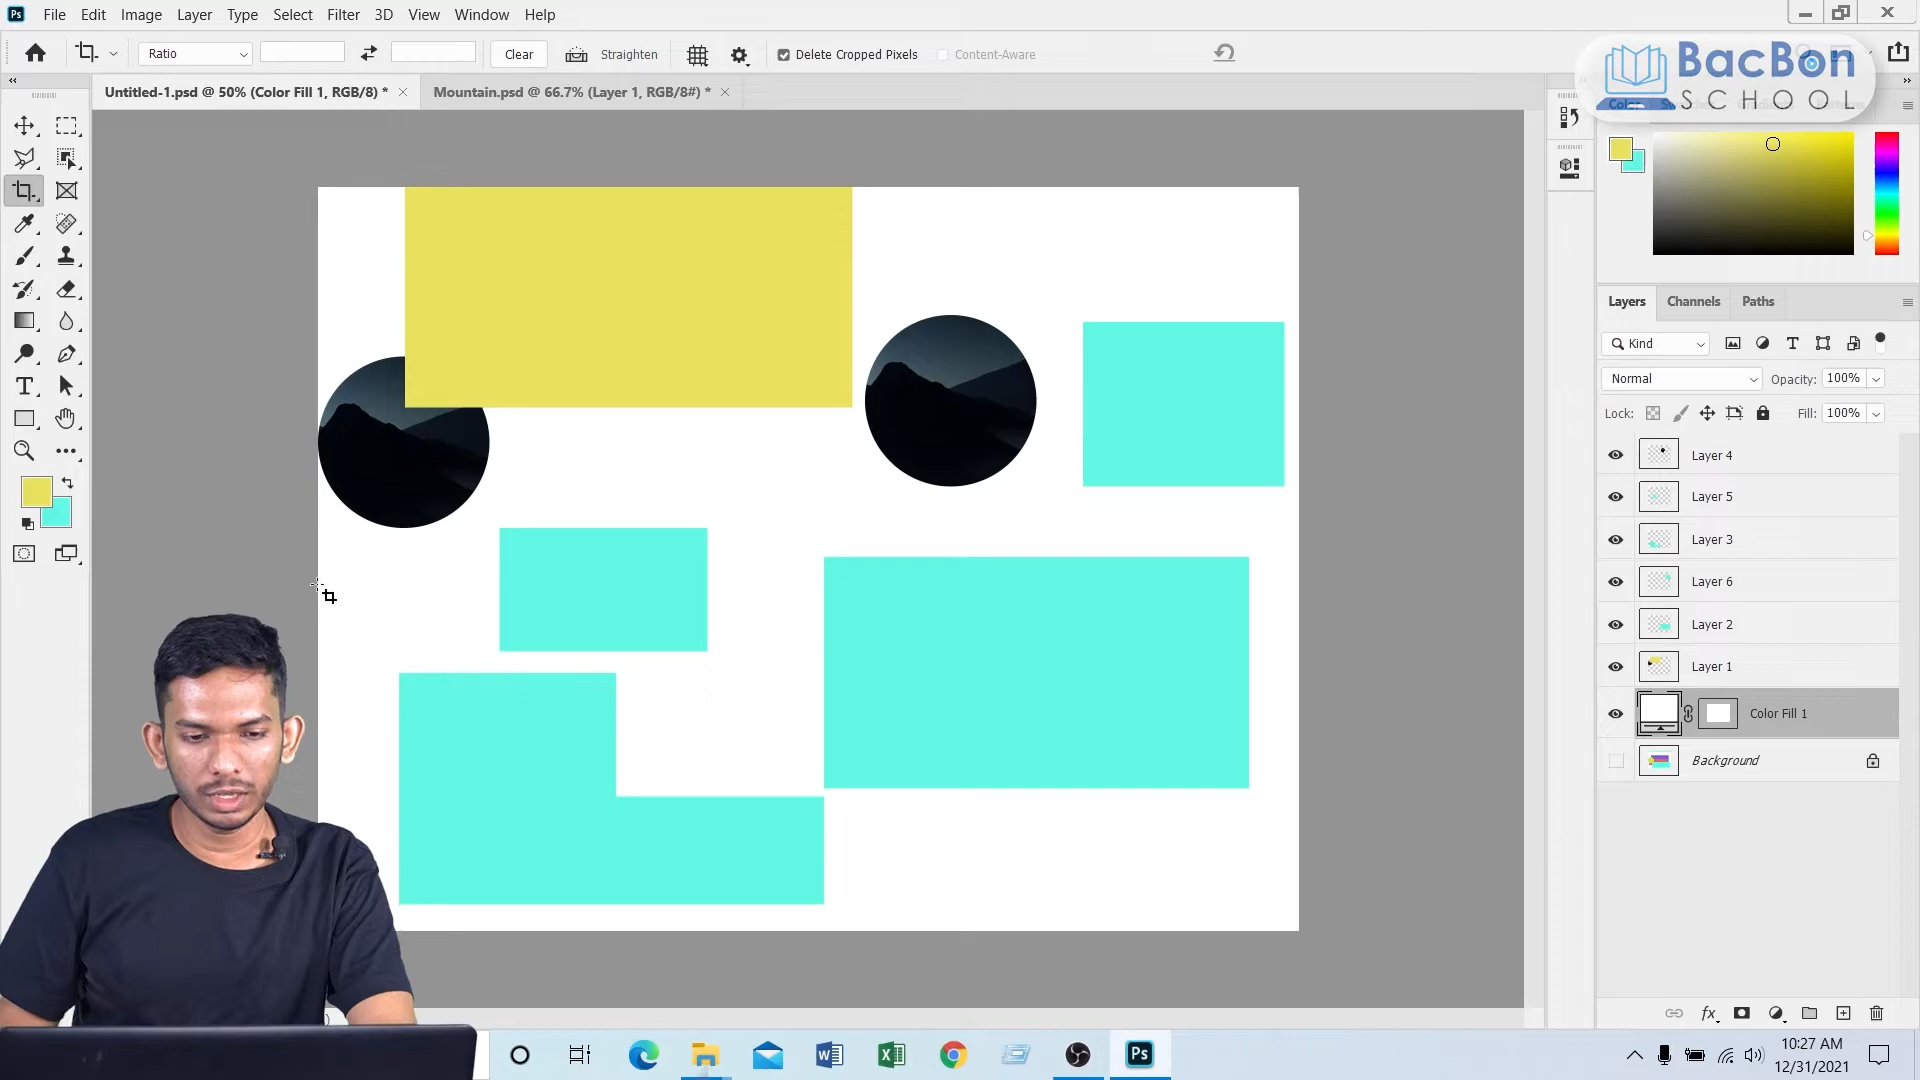 Ps File Edit Image Layer Type Select Filter 3D View Window Help
Ratio Clear Straighten Delete Cropped Pixels Content-Aware
BacBon
SCHOOL
Untitled-1.psd @ 50% (Color Fill 1, RGB/8) * Mountain.psd @ 66.7% (Layer 1, RGB/8#) *
Layers Channels Paths
Kind
Normal Opacity: 100%
Lock: Fill: 100%
Layer 4
Layer 5
Layer 3
Layer 6
Layer 2
Layer 1
Color Fill 1
Background
fx
Ps
10:27 AM
12/31/2021